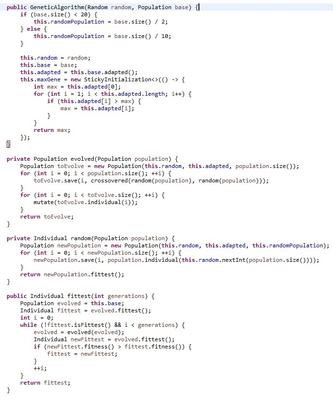 public GeneticAlgorithm(Random random, Population base) {
if (base.size() < 20) {
this.randomPopulation = base.size() / 2;
} else {
this.randomPopulation = base.size() / 10;
}
this.random = random;
this.base = base;
this.adapted = base.adapted();
this.maxGene = new StickyInitialization<>(() -> {
int max = this.adapted[0];
for (int i = 1; i < this.adapted.length; i++) {
if (this.adapted[i] > max) {
max = this.adapted[i];
}
}
return max;
});
}
private Population evolved(Population population) {
Population toEvolve = new Population(this.random, this.adapted, population.size());
for (int i = 0; i < population.size(); ++i) {
toEvolve.save(i, crossovered(random(population), random(population)));
}
for (int i = 0; i < toEvolve.size(); ++i) {
mutate(toEvolve.individual(i));
}
return toEvolve;
}
private Individual random(Population population) {
Population newPopulation = new Population(this.random, this.adapted, this.randomPopulation);
for (int i = 0; i < newPopulation.size(); ++i) {
newPopulation.save(i, population.individual(this.random.nextInt(population.size())));
}
return newPopulation.fittest();
}
public Individual fittest(int generations) {
Population evolved = this.base;
Individual fittest = evolved.fittest();
int i = 0;
while (!fittest.isFittest() && i < generations) {
evolved = evolved(evolved);
Individual newFittest = evolved.fittest();
if (newFittest.fitness() > fittest.fitness()) {
fittest = newFittest;
}
++i;
}
return fittest;
}